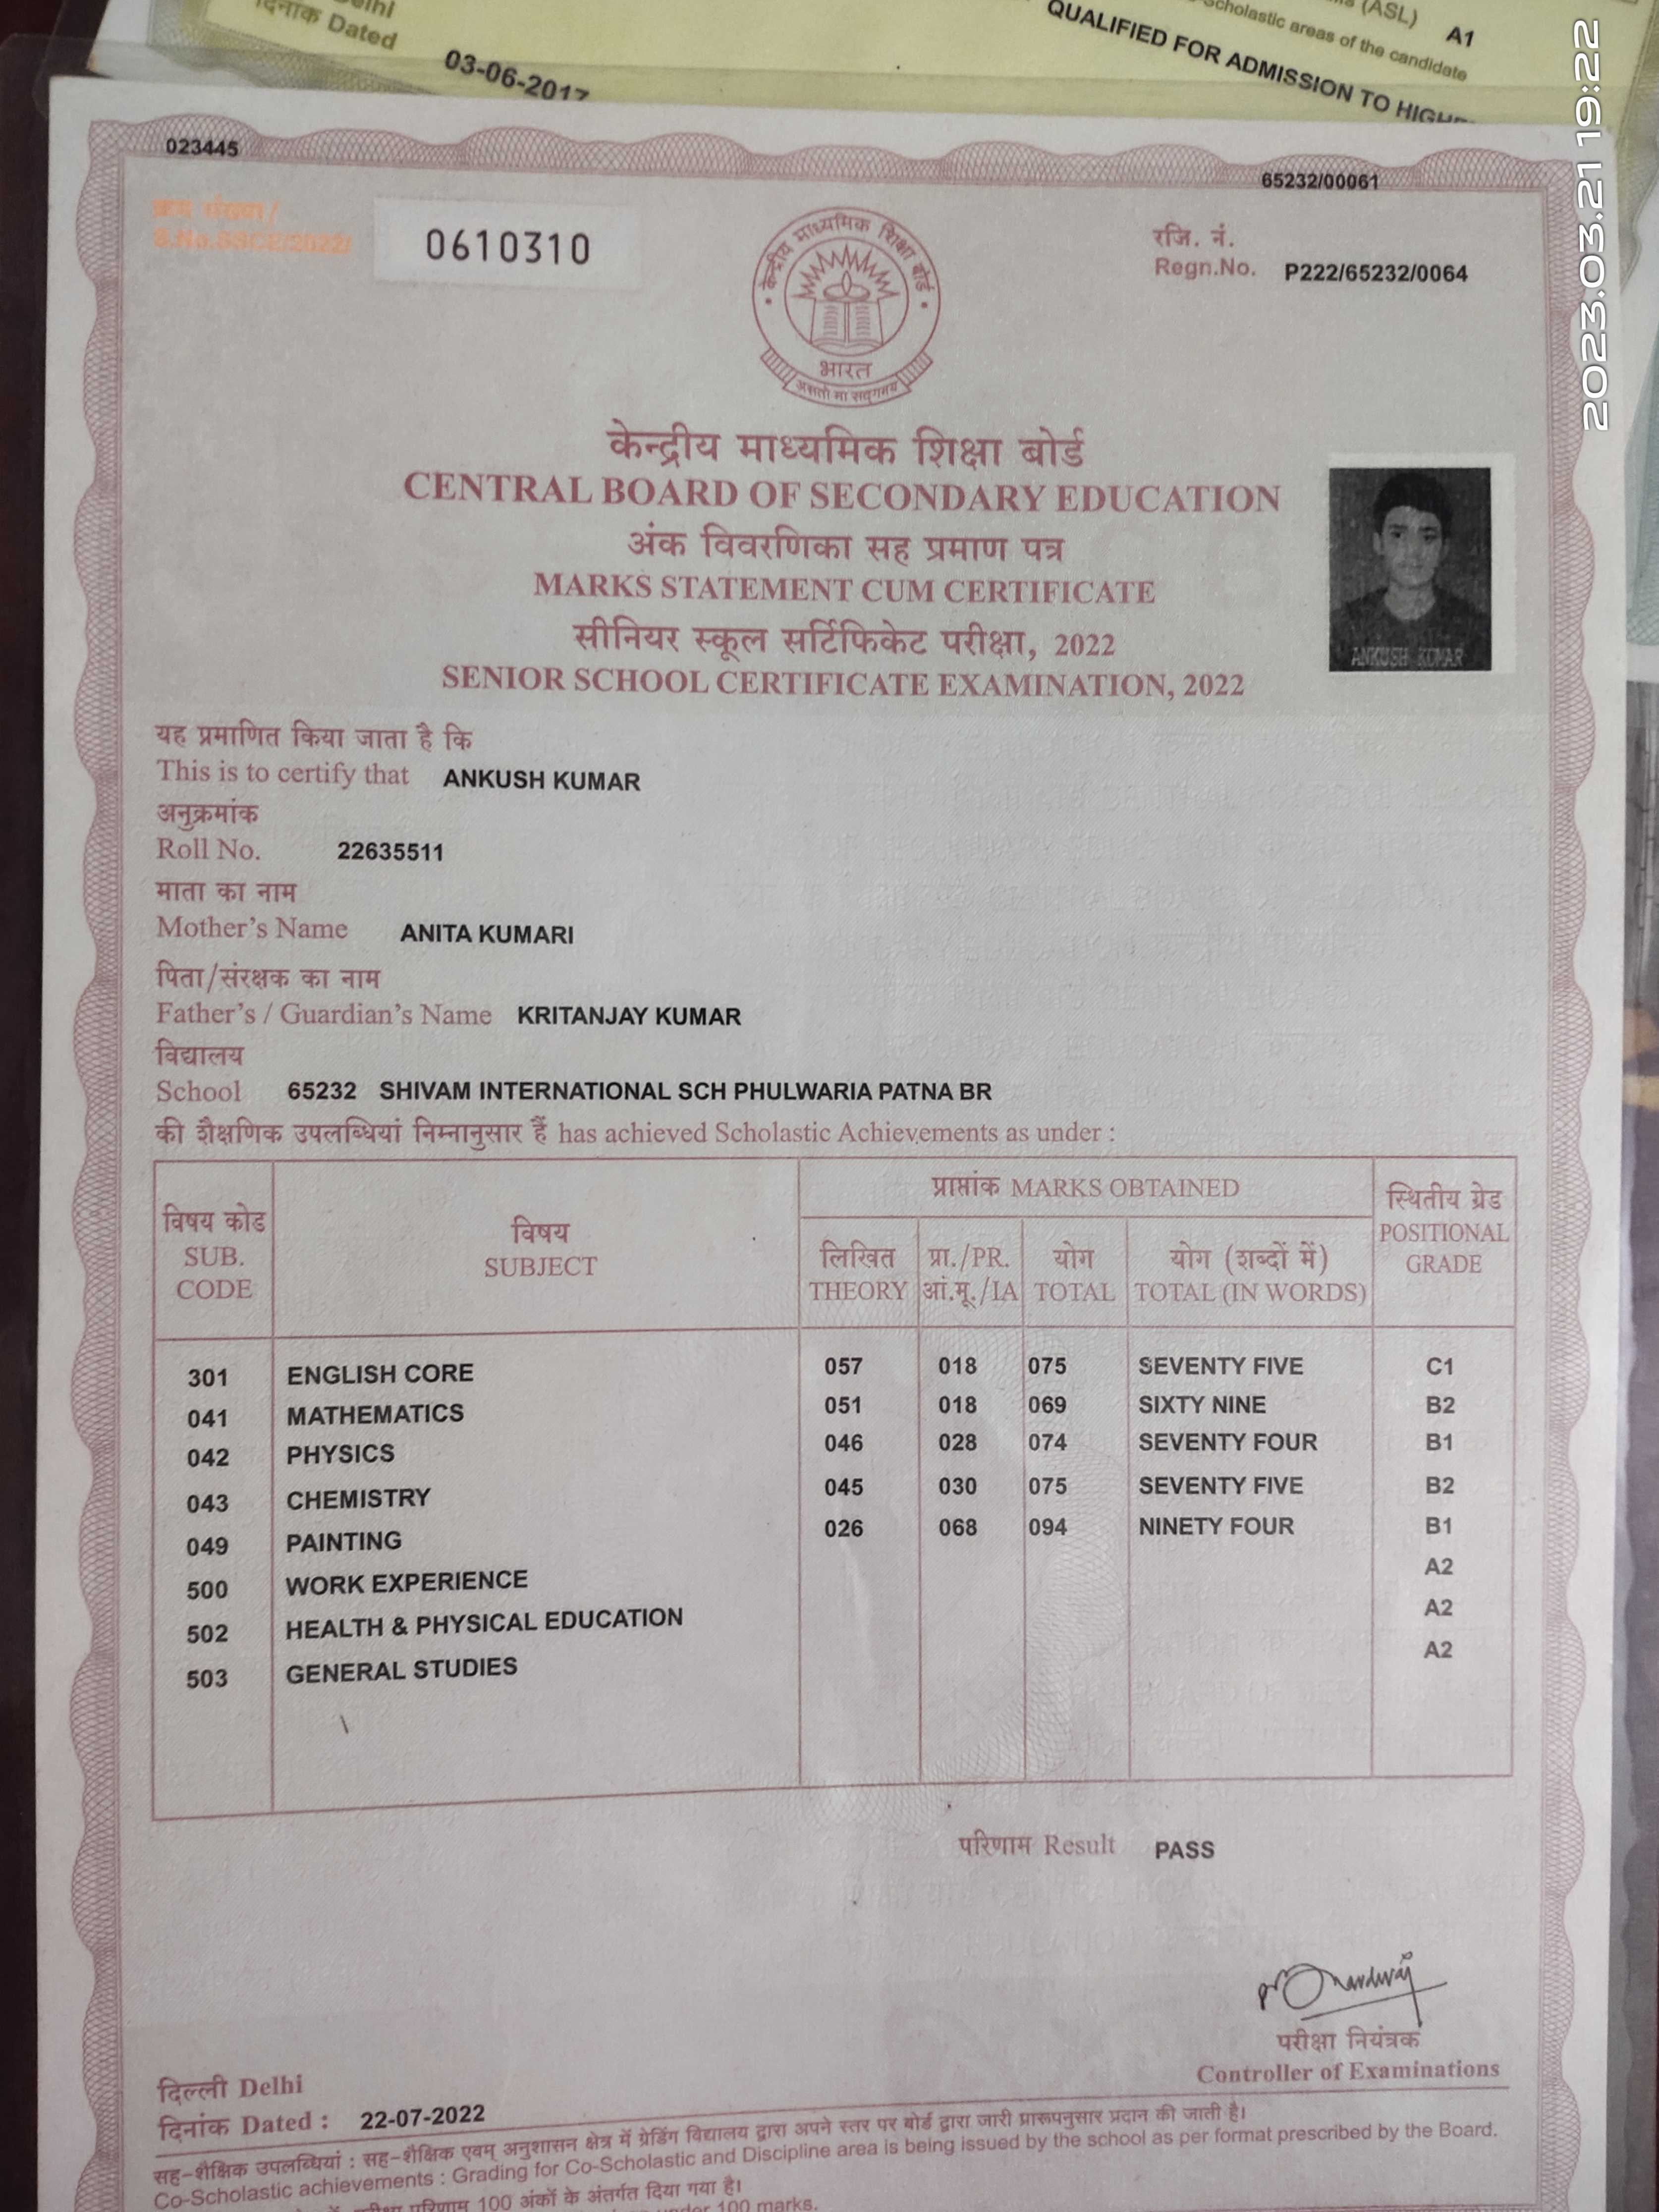 दिनांक Dated
03-06-2017
(ASL) A1
Scholastic areas of the candidate
QUALIFIED FOR ADMISSION TO
2023.03.21 19:22
023445
65232/00061
क्रम संख्या/
S.No.SSCE/2022/
0610310
रजि. नं.
Regn.No. P222/65232/0064
केन्द्रीय माध्यमिक शिक्षा बोर्ड
भारत
असतो मा सद्गमय
केन्द्रीय माध्यमिक शिक्षा बोर्ड
CENTRAL BOARD OF SECONDARY EDUCATION
अंक विवरणिका सह प्रमाण पत्र
MARKS STATEMENT CUM CERTIFICATE
सीनियर स्कूल सर्टिफिकेट परीक्षा, 2022
SENIOR SCHOOL CERTIFICATE EXAMINATION, 2022
ANKUSH KUMAR
यह प्रमाणित किया जाता है कि
This is to certify that ANKUSH KUMAR
अनुक्रमांक
Roll No. 22635511
माता का नाम
Mother's Name ANITA KUMARI
पिता/संरक्षक का नाम
Father's / Guardian's Name KRITANJAY KUMAR
विद्यालय
School 65232 SHIVAM INTERNATIONAL SCH PHULWARIA PATNA BR
की शैक्षणिक उपलब्धियां निम्नानुसार हैं has achieved Scholastic Achievements as under :
विषय कोड
SUB.
CODE
विषय
SUBJECT
प्राप्तांक MARKS OBTAINED
लिखित
THEORY
प्रा./PR.
आं.मू./IA
योग
TOTAL
योग (शब्दों में)
TOTAL (IN WORDS)
स्थितीय ग्रेड
POSITIONAL
GRADE
301 ENGLISH CORE 057 018 075 SEVENTY FIVE C1
041 MATHEMATICS 051 018 069 SIXTY NINE B2
042 PHYSICS 046 028 074 SEVENTY FOUR B1
043 CHEMISTRY 045 030 075 SEVENTY FIVE B2
049 PAINTING 026 068 094 NINETY FOUR B1
500 WORK EXPERIENCE A2
502 HEALTH & PHYSICAL EDUCATION A2
503 GENERAL STUDIES A2
परिणाम Result PASS
परीक्षा नियंत्रक
Controller of Examinations
दिल्ली Delhi
दिनांक Dated : 22-07-2022
सह-शैक्षिक उपलब्धियां : सह-शैक्षिक एवम् अनुशासन क्षेत्र में ग्रेडिंग विद्यालय द्वारा अपने स्तर पर बोर्ड द्वारा जारी प्रारूपनुसार प्रदान की जाती है।
Co-Scholastic achievements : Grading for Co-Scholastic and Discipline area is being issued by the school as per format prescribed by the Board.
परीक्षा परिणाम 100 अंकों के अंतर्गत दिया गया है।
under 100 marks.